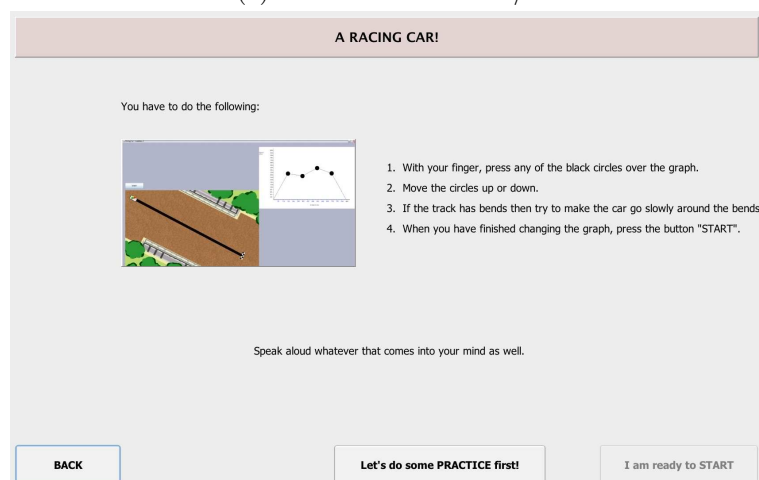 A RACING CAR!
You have to do the following:
1. With your finger, press any of the black circles over the graph.
2. Move the circles up or down.
3. If the track has bends then try to make the car go slowly around the bends
4. When you have finished changing the graph, press the button "START".
Speak aloud whatever that comes into your mind as well.
BACK
Let's do some PRACTICE first!
I am ready to START